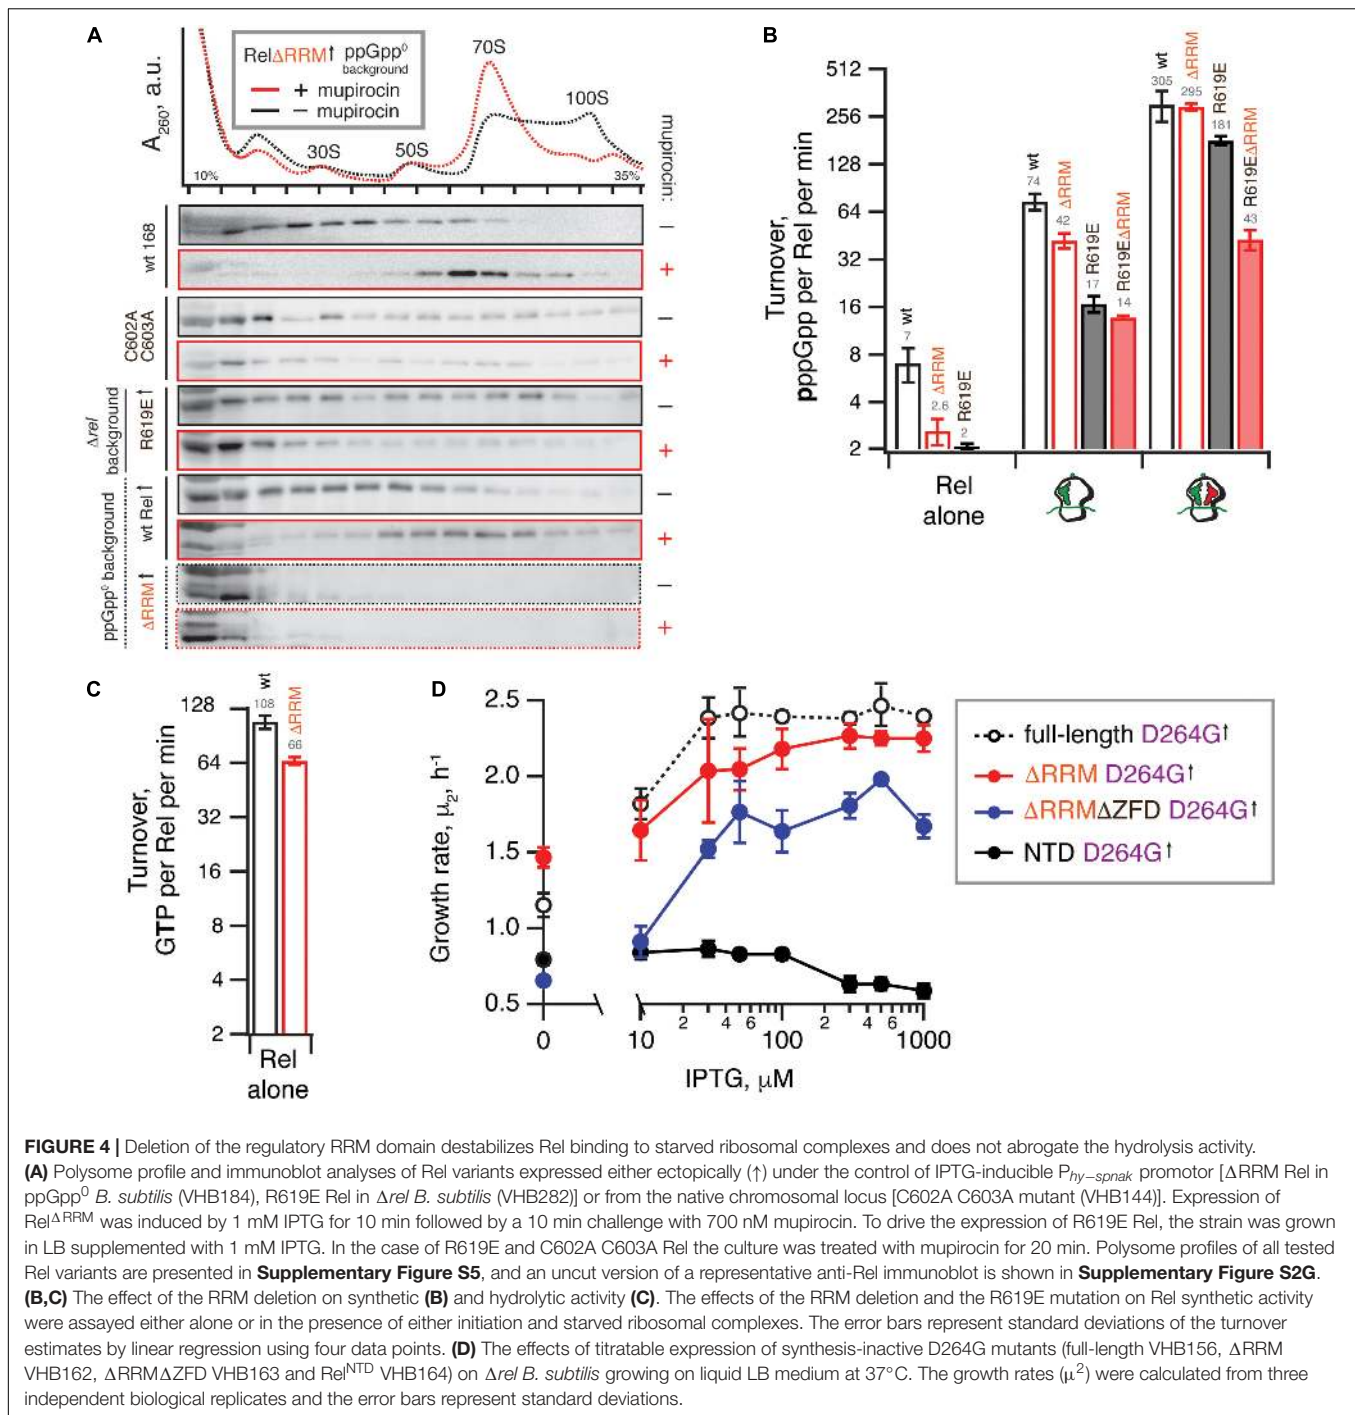 A
RelΔRRM↑ ppGpp⁰
background
+ mupirocin
− mupirocin
A260, a.u.
70S
100S
30S
50S
10%
35%
mupirocin:
wt 168
−
+
C602A
C603A
−
+
Δrel
background
R619E↑
−
+
ppGpp⁰ background
wt Rel↑
−
+
ΔRRM↑
−
+
B
Turnover,
pppGpp per Rel per min
512
256
128
64
32
16
8
4
2
wt
7
ΔRRM
2.6
R619E
2
wt
74
ΔRRM
42
R619E
17
R619EΔRRM
14
wt
305
ΔRRM
295
R619E
181
R619EΔRRM
43
Rel
alone
C
Turnover,
GTP per Rel per min
128
64
32
16
8
4
2
wt
108
ΔRRM
66
Rel
alone
D
Growth rate, μ2, h-1
2.5
2.0
1.5
1.0
0.5
0
10
2
4
6
100
2
4
6
1000
IPTG, μM
full-length D264G↑
ΔRRM D264G↑
ΔRRMΔZFD D264G↑
NTD D264G↑
FIGURE 4 | Deletion of the regulatory RRM domain destabilizes Rel binding to starved ribosomal complexes and does not abrogate the hydrolysis activity.
(A) Polysome profile and immunoblot analyses of Rel variants expressed either ectopically (↑) under the control of IPTG-inducible Phy−spnak promotor [ΔRRM Rel in
ppGpp0 B. subtilis (VHB184), R619E Rel in Δrel B. subtilis (VHB282)] or from the native chromosomal locus [C602A C603A mutant (VHB144)]. Expression of
RelΔRRM was induced by 1 mM IPTG for 10 min followed by a 10 min challenge with 700 nM mupirocin. To drive the expression of R619E Rel, the strain was grown
in LB supplemented with 1 mM IPTG. In the case of R619E and C602A C603A Rel the culture was treated with mupirocin for 20 min. Polysome profiles of all tested
Rel variants are presented in Supplementary Figure S5, and an uncut version of a representative anti-Rel immunoblot is shown in Supplementary Figure S2G.
(B,C) The effect of the RRM deletion on synthetic (B) and hydrolytic activity (C). The effects of the RRM deletion and the R619E mutation on Rel synthetic activity
were assayed either alone or in the presence of either initiation and starved ribosomal complexes. The error bars represent standard deviations of the turnover
estimates by linear regression using four data points. (D) The effects of titratable expression of synthesis-inactive D264G mutants (full-length VHB156, ΔRRM
VHB162, ΔRRMΔZFD VHB163 and RelNTD VHB164) on Δrel B. subtilis growing on liquid LB medium at 37°C. The growth rates (μ2) were calculated from three
independent biological replicates and the error bars represent standard deviations.